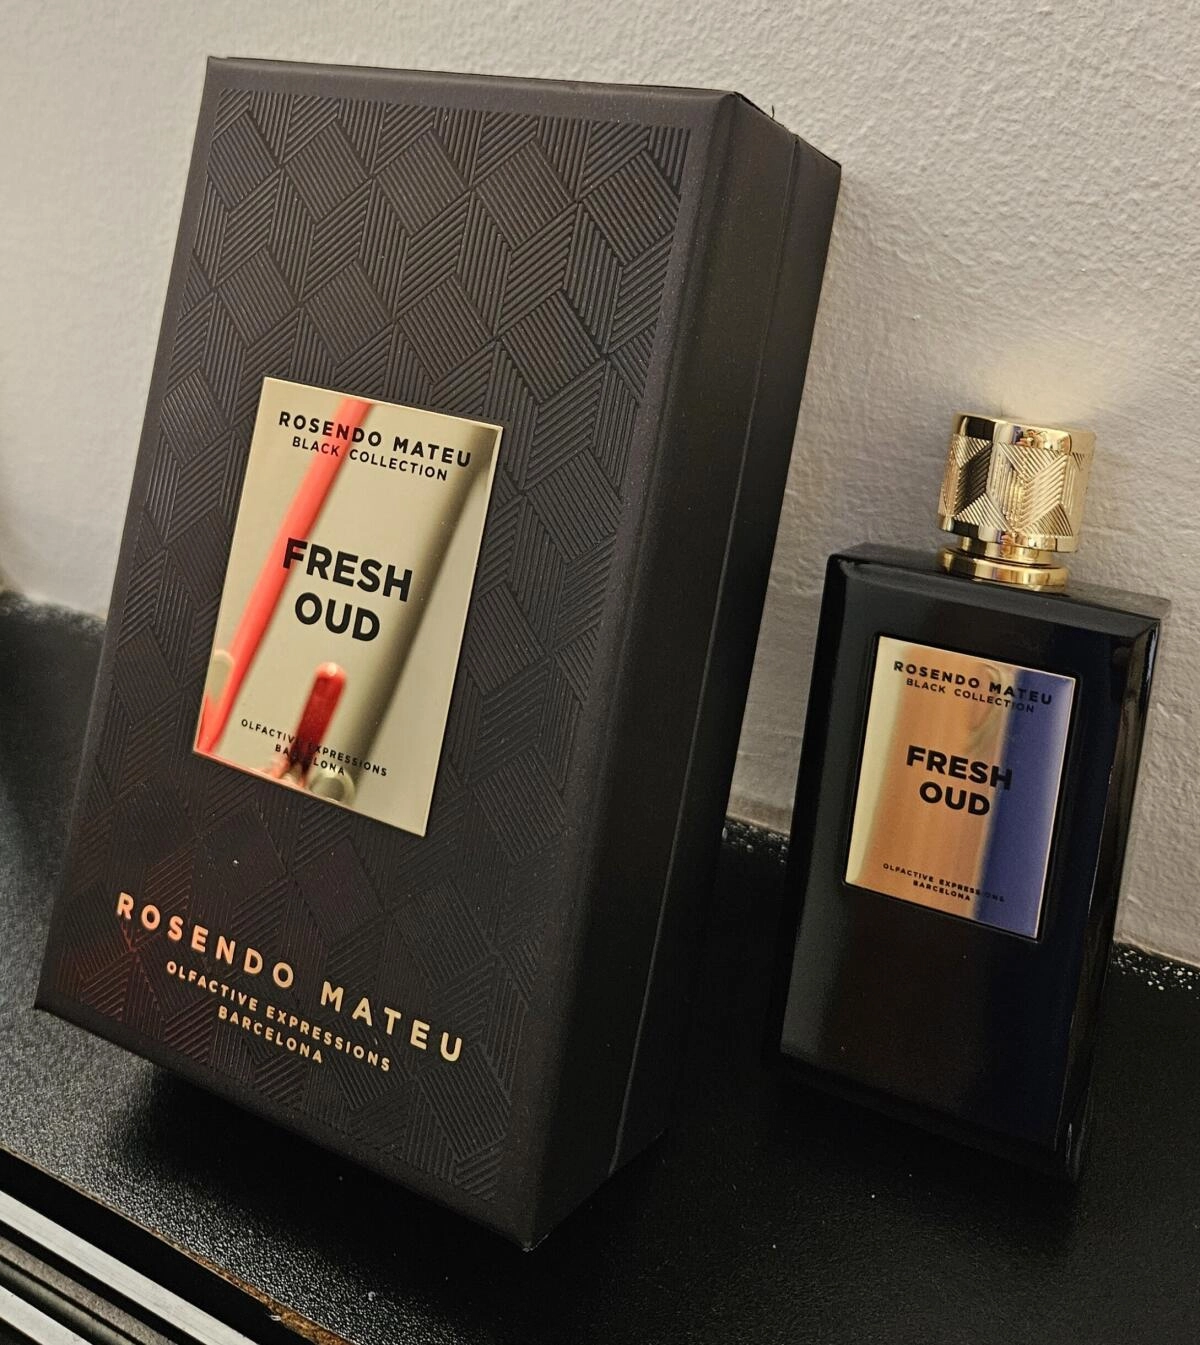 ROSENDO MATEU
BLACK COLLECTION
FRESH
OUD
OLFACTIVE EXPRESSIONS
BARCELONA
ROSENDO MATEU
OLFACTIVE EXPRESSIONS
BARCELONA
ROSENDO MATEU
BLACK COLLECTION
FRESH
OUD
OLFACTIVE EXPRESSIONS
BARCELONA